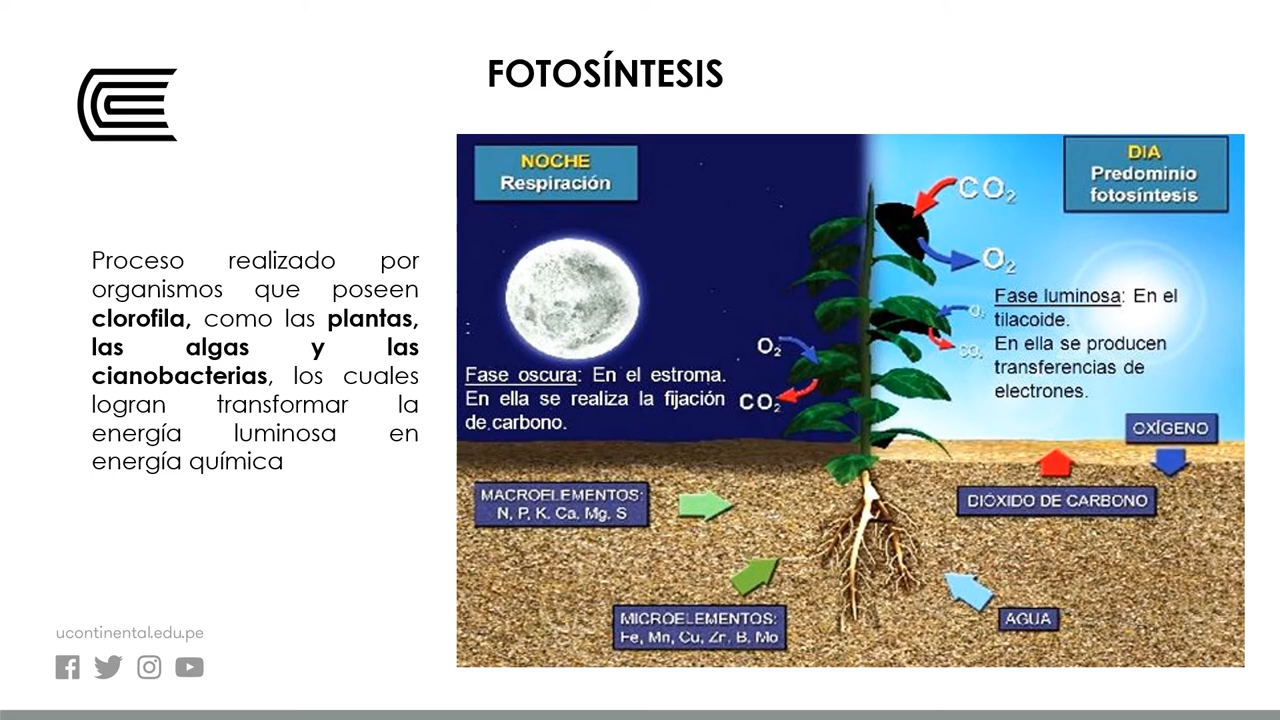 FOTOSÍNTESIS
Proceso realizado por
organismos que poseen
clorofila, como las plantas,
las algas y las
cianobacterias, los cuales
logran transformar la
energía luminosa en
energía química
NOCHE
Respiración
DIA
Predominio
fotosíntesis
CO₂
O₂
Fase luminosa: En el
tilacoide.
En ella se producen
transferencias de
electrones.
O₂
CO₂
O₂
CO₂
Fase oscura: En el estroma.
En ella se realiza la fijación
de carbono.
OXÍGENO
DIÓXIDO DE CARBONO
MACROELEMENTOS:
N, P, K, Ca, Mg, S
MICROELEMENTOS:
Fe, Mn, Cu, Zn, B, Mo
AGUA
ucontinental.edu.pe